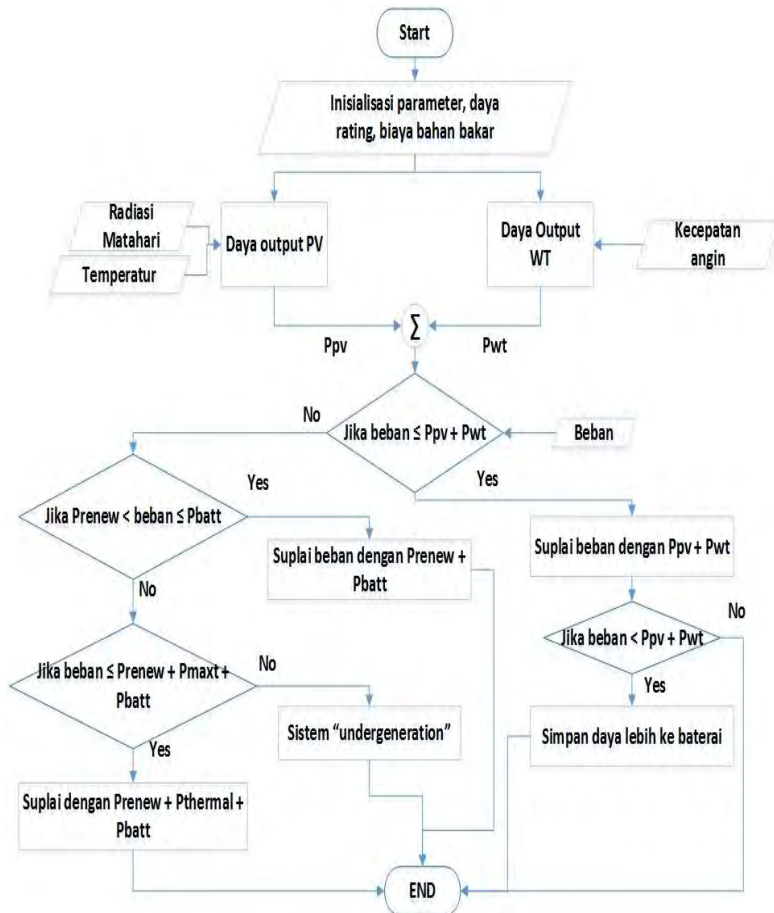 Start
Inisialisasi parameter, daya
rating, biaya bahan bakar
Radiasi
Matahari
Temperatur
Daya output PV
Daya Output
WT
Kecepatan
angin
Ppv
∑
Pwt
No
Jika beban ≤ Ppv + Pwt
Beban
Yes
Yes
Jika Prenew < beban ≤ Pbatt
Suplai beban dengan Prenew +
Pbatt
Suplai beban dengan Ppv + Pwt
No
No
Jika beban < Ppv + Pwt
Jika beban ≤ Prenew + Pmaxt +
Pbatt
No
Yes
Sistem “undergeneration”
Simpan daya lebih ke baterai
Yes
Suplai dengan Prenew + Pthermal +
Pbatt
END